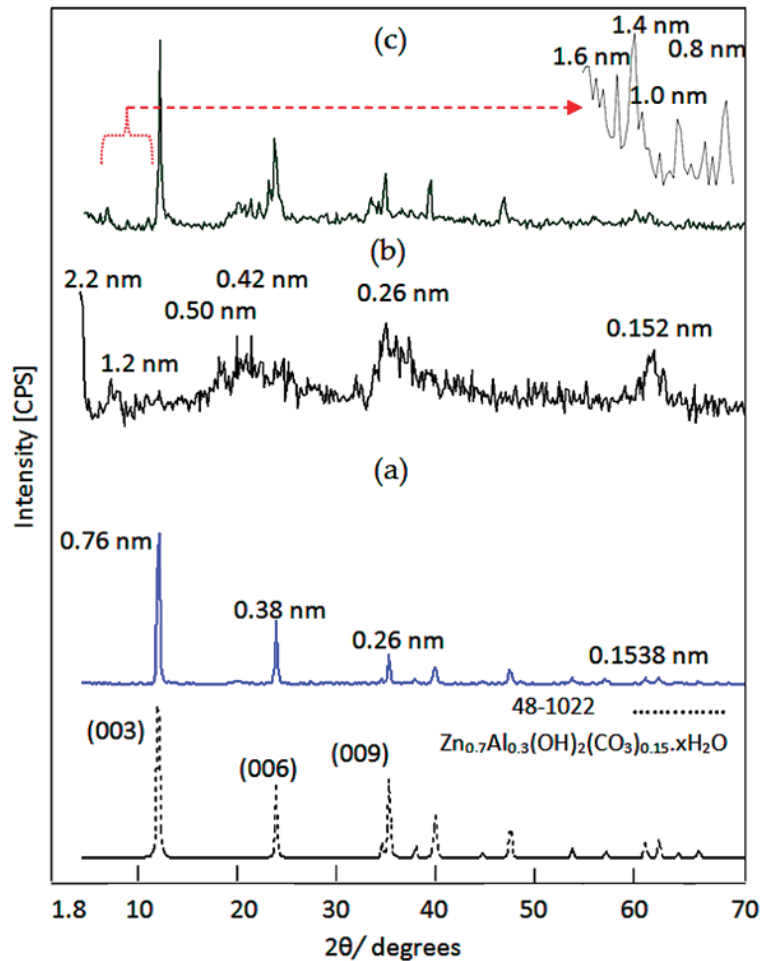 (c)
1.4 nm
1.6 nm
0.8 nm
1.0 nm
(b)
2.2 nm
0.42 nm
0.50 nm
0.26 nm
1.2 nm
0.152 nm
(a)
0.76 nm
0.38 nm
0.26 nm
0.1538 nm
48-1022
Zn₀.₇Al₀.₃(OH)₂(CO₃)₀.₁₅.xH₂O
(003)
(006)
(009)
Intensity [CPS]
1.8 10 20 30 40 50 60 70
2θ/ degrees